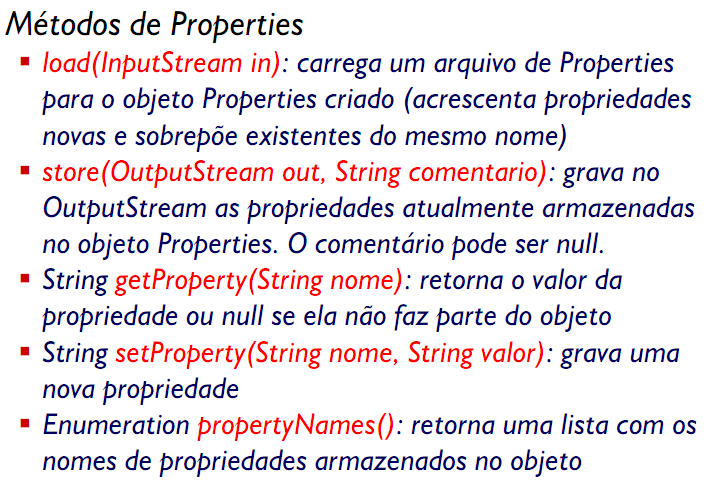 Métodos de Properties
▪ load(InputStream in): carrega um arquivo de Properties
para o objeto Properties criado (acrescenta propriedades
novas e sobrepõe existentes do mesmo nome)
▪ store(OutputStream out, String comentario): grava no
OutputStream as propriedades atualmente armazenadas
no objeto Properties. O comentário pode ser null.
▪ String getProperty(String nome): retorna o valor da
propriedade ou null se ela não faz parte do objeto
▪ String setProperty(String nome, String valor): grava uma
nova propriedade
▪ Enumeration propertyNames(): retorna uma lista com os
nomes de propriedades armazenados no objeto